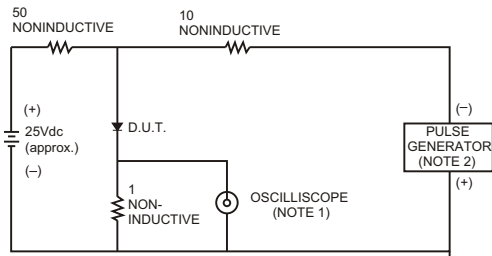 50
NONINDUCTIVE
10
NONINDUCTIVE
(+)
25Vdc
(approx.)
(–)
D.U.T.
1
NON-
INDUCTIVE
OSCILLISCOPE
(NOTE 1)
(–)
PULSE
GENERATOR
(NOTE 2)
(+)